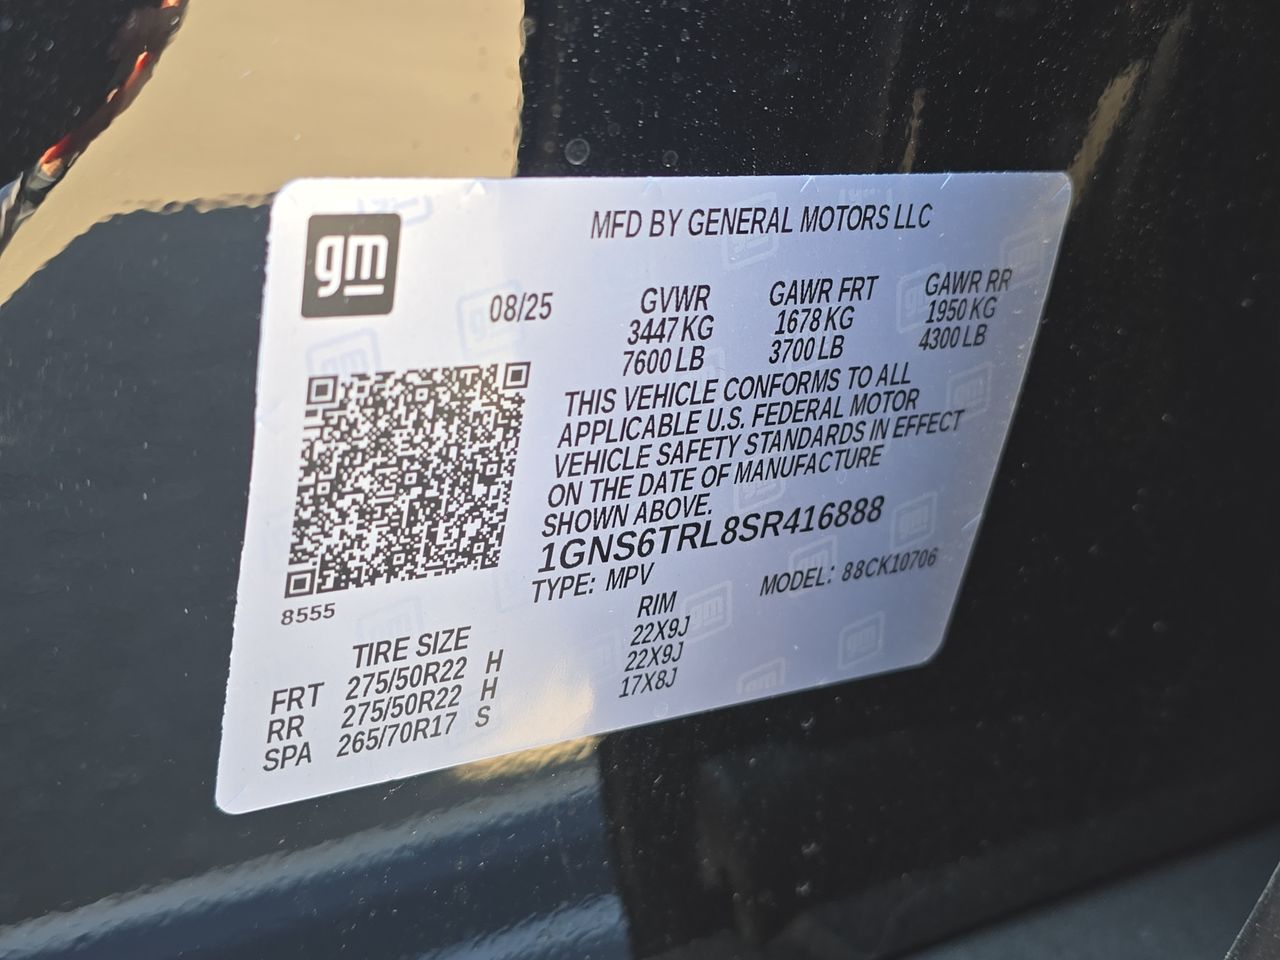 gm
MFD BY GENERAL MOTORS LLC
08/25
GVWR GAWR FRT GAWR RR
3447 KG 1678 KG 1950 KG
7600 LB 3700 LB 4300 LB
THIS VEHICLE CONFORMS TO ALL
APPLICABLE U.S. FEDERAL MOTOR
VEHICLE SAFETY STANDARDS IN EFFECT
ON THE DATE OF MANUFACTURE
SHOWN ABOVE.
1GNS6TRL8SR416888
TYPE: MPV MODEL: 88CK10706
8555
TIRE SIZE RIM
FRT 275/50R22 H 22X9J
RR 275/50R22 H 22X9J
SPA 265/70R17 S 17X8J